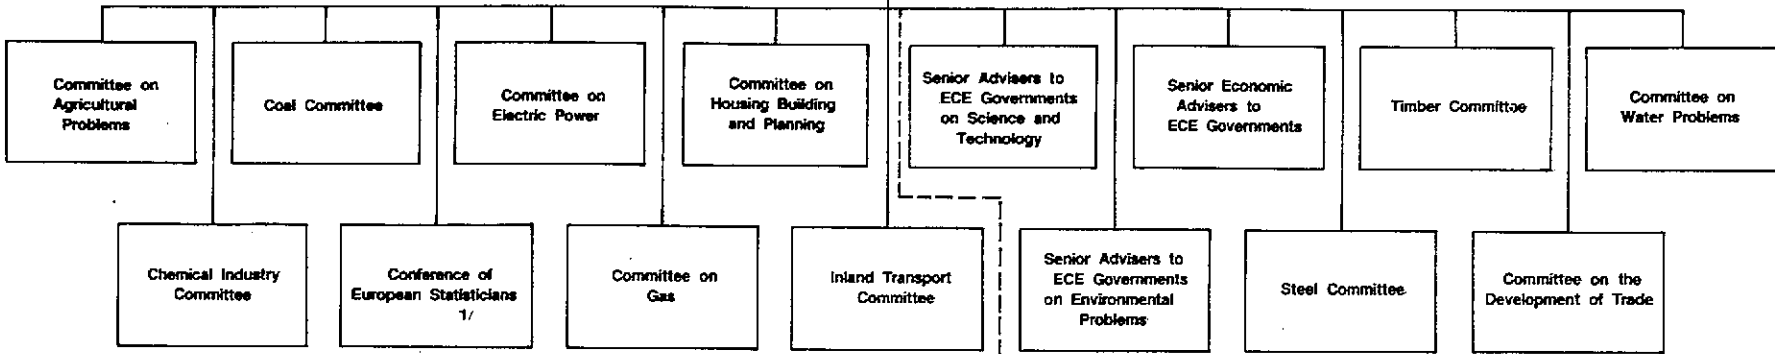 Committee on
Agricultural
Problems
Coal Committee
Committee on
Electric Power
Committee on
Housing Building
and Planning
Senior Advisers to
ECE Governments
on Science and
Technology
Senior Economic
Advisers to
ECE Governments
Timber Committee
Committee on
Water Problems
Chemical Industry
Committee
Conference of
European Statisticians
1/
Committee on
Gas
Inland Transport
Committee
Senior Advisers to
ECE Governments
on Environmental
Problems
Steel Committee
Committee on the
Development of Trade